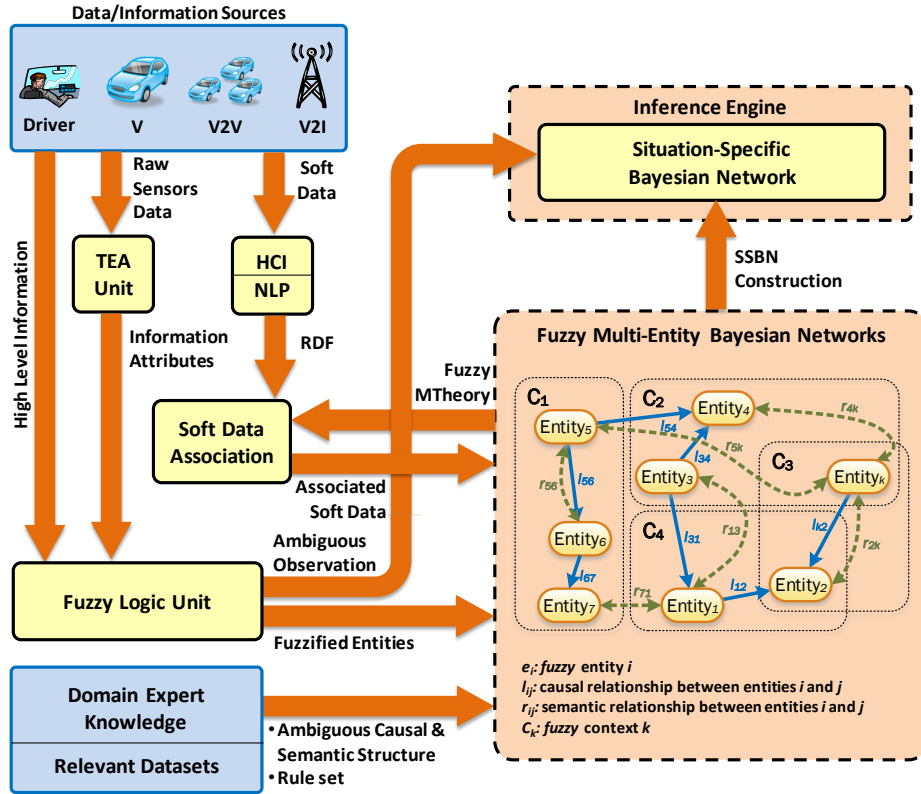 Data/Information Sources
Driver
V
V2V
V2I
High Level Information
Raw
Sensors
Data
Soft
Data
TEA
Unit
HCI
NLP
Information
Attributes
RDF
Soft Data
Association
Fuzzy
MTheory
Associated
Soft Data
Ambiguous
Observation
Fuzzy Logic Unit
Fuzzified Entities
Domain Expert
Knowledge
Relevant Datasets
• Ambiguous Causal &
Semantic Structure
• Rule set
Inference Engine
Situation-Specific
Bayesian Network
SSBN
Construction
Fuzzy Multi-Entity Bayesian Networks
C1
C2
C3
C4
Entity5
Entity4
Entity3
Entityk
Entity6
Entity7
Entity1
Entity2
l54
l34
r4k
r5k
l56
r56
l31
r13
lk2
r2k
l67
r71
l12
ei: fuzzy entity i
lij: causal relationship between entities i and j
rij: semantic relationship between entities i and j
Ck: fuzzy context k